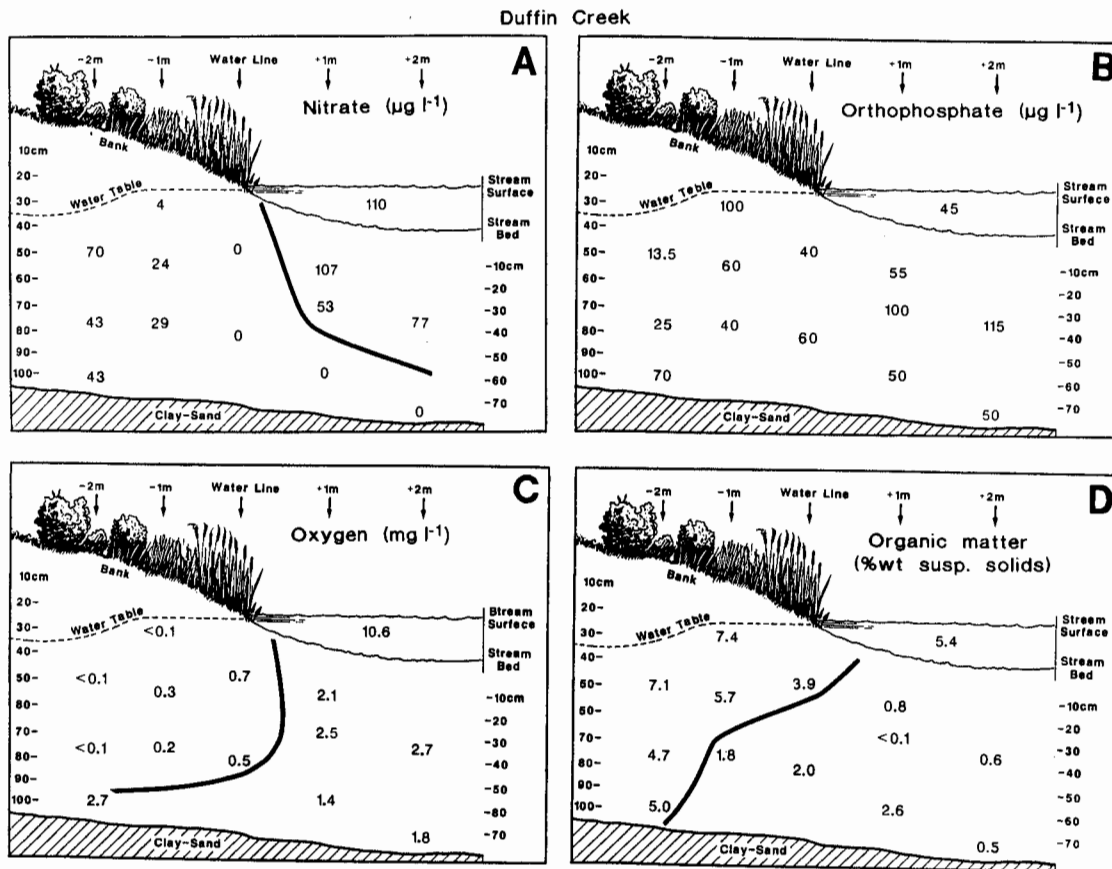 Duffin Creek
A
-2m -1m Water Line +1m +2m
Nitrate (µg l⁻¹)
Bank
10cm
20-
Water Table
Stream
Surface
30-
4
110
40-
Stream
Bed
50-
70
24
0
107
-10cm
60-
-20
70-
53
-30
80-
43
29
0
77
-40
90-
-50
100-
43
0
-60
0
-70
Clay-Sand
B
-2m -1m Water Line +1m +2m
Orthophosphate (µg l⁻¹)
Bank
10cm
20-
Water Table
Stream
Surface
30-
100
45
40-
Stream
Bed
50-
13.5
60
40
55
-10cm
60-
-20
70-
100
-30
80-
25
40
60
115
-40
90-
-50
100-
70
50
-60
50
-70
Clay-Sand
C
-2m -1m Water Line +1m +2m
Oxygen (mg l⁻¹)
Bank
10cm
20-
Water Table
Btream
Surface
30-
<0.1
10.6
40-
Stream
Bed
50-
<0.1
0.3
0.7
2.1
-10cm
60-
-20
70-
2.5
-30
80-
<0.1
0.2
0.5
2.7
-40
90-
-50
100-
2.7
1.4
-80
1.8
-70
Clay-Sand
D
-2m -1m Water Line +1m +2m
Organic matter
(%wt susp. solids)
Bank
10cm
20-
Water Table
Stream
Surface
30-
7.4
5.4
40-
Stream
Bed
50-
7.1
5.7
3.9
0.8
-10cm
60-
-20
70-
<0.1
-30
80-
4.7
1.8
2.0
0.6
-40
90-
-50
100-
5.0
2.6
-60
0.5
-70
Clay-Sand